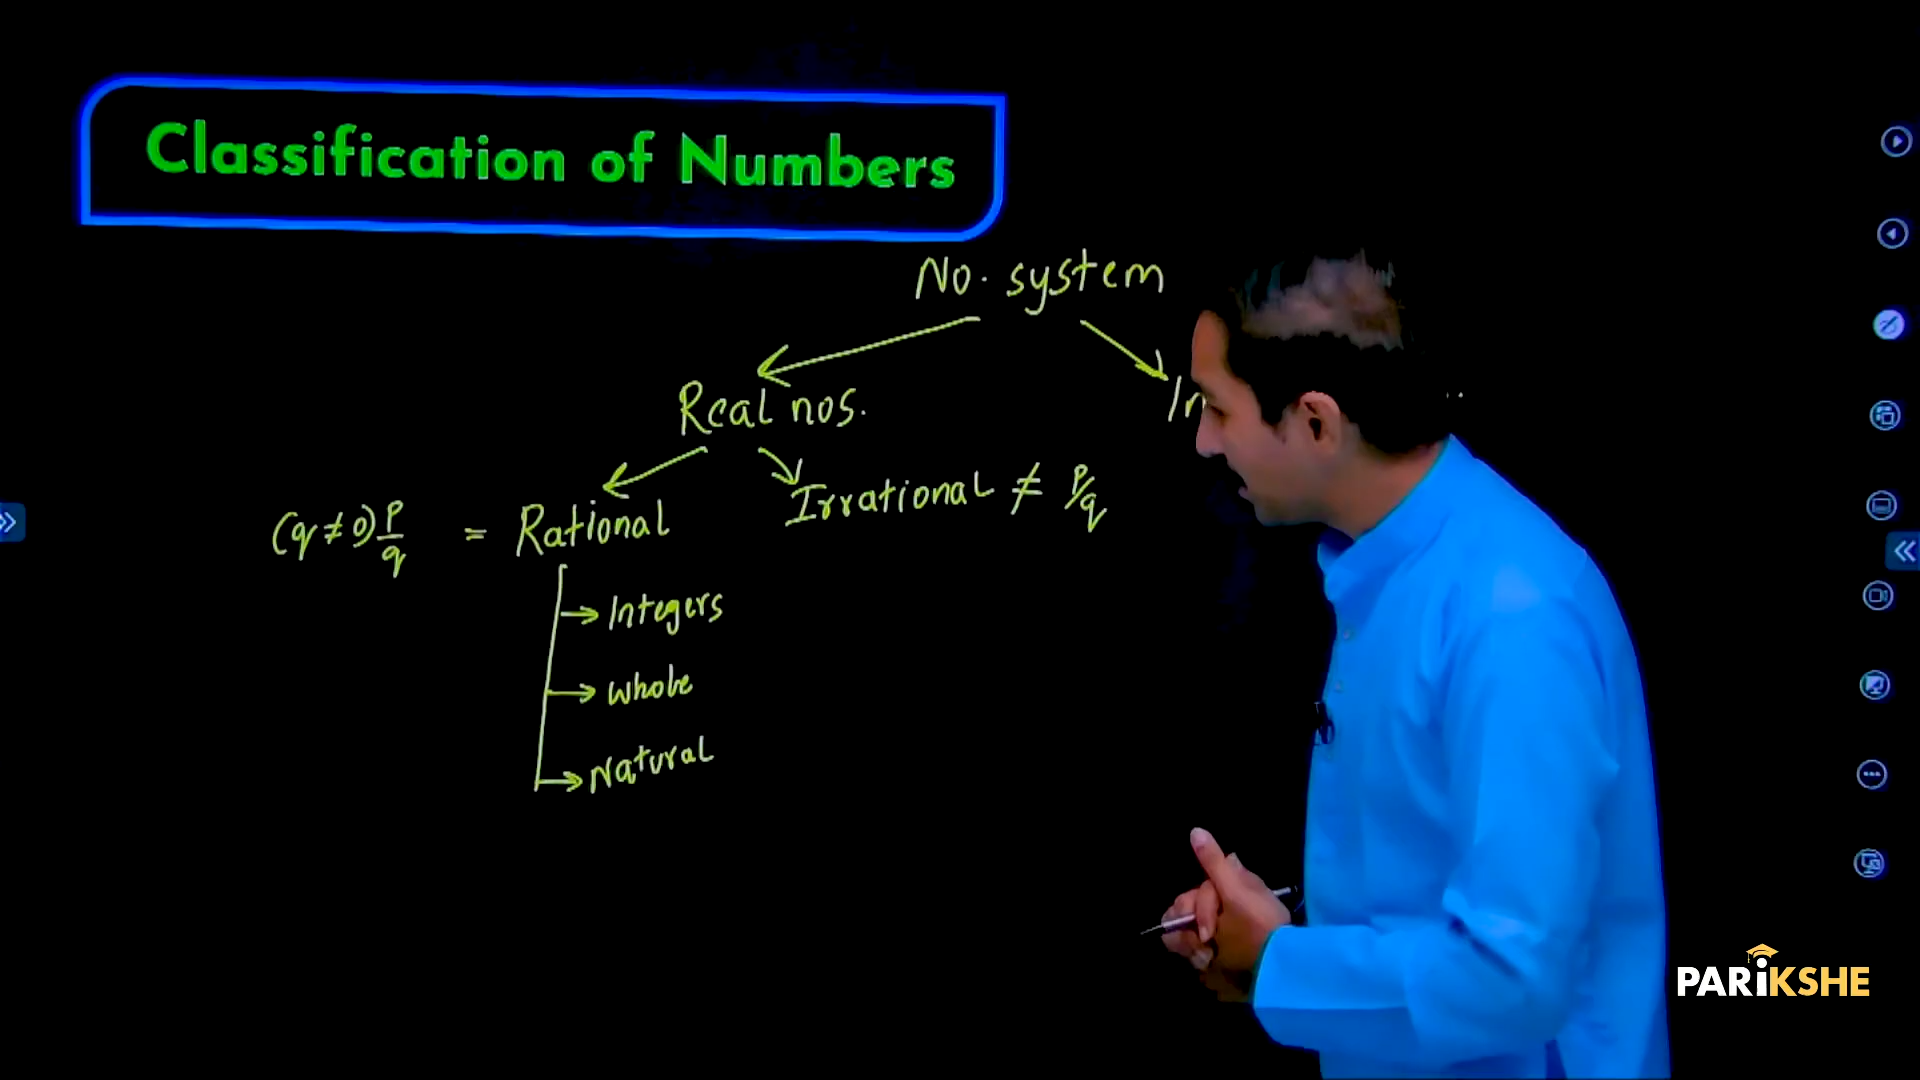 Classification of Numbers
No. system
Real nos.
(q ≠ 0) p/q = Rational
Irrational ≠ p/q
→ Integers
→ Whole
→ Natural
PARiKSHE